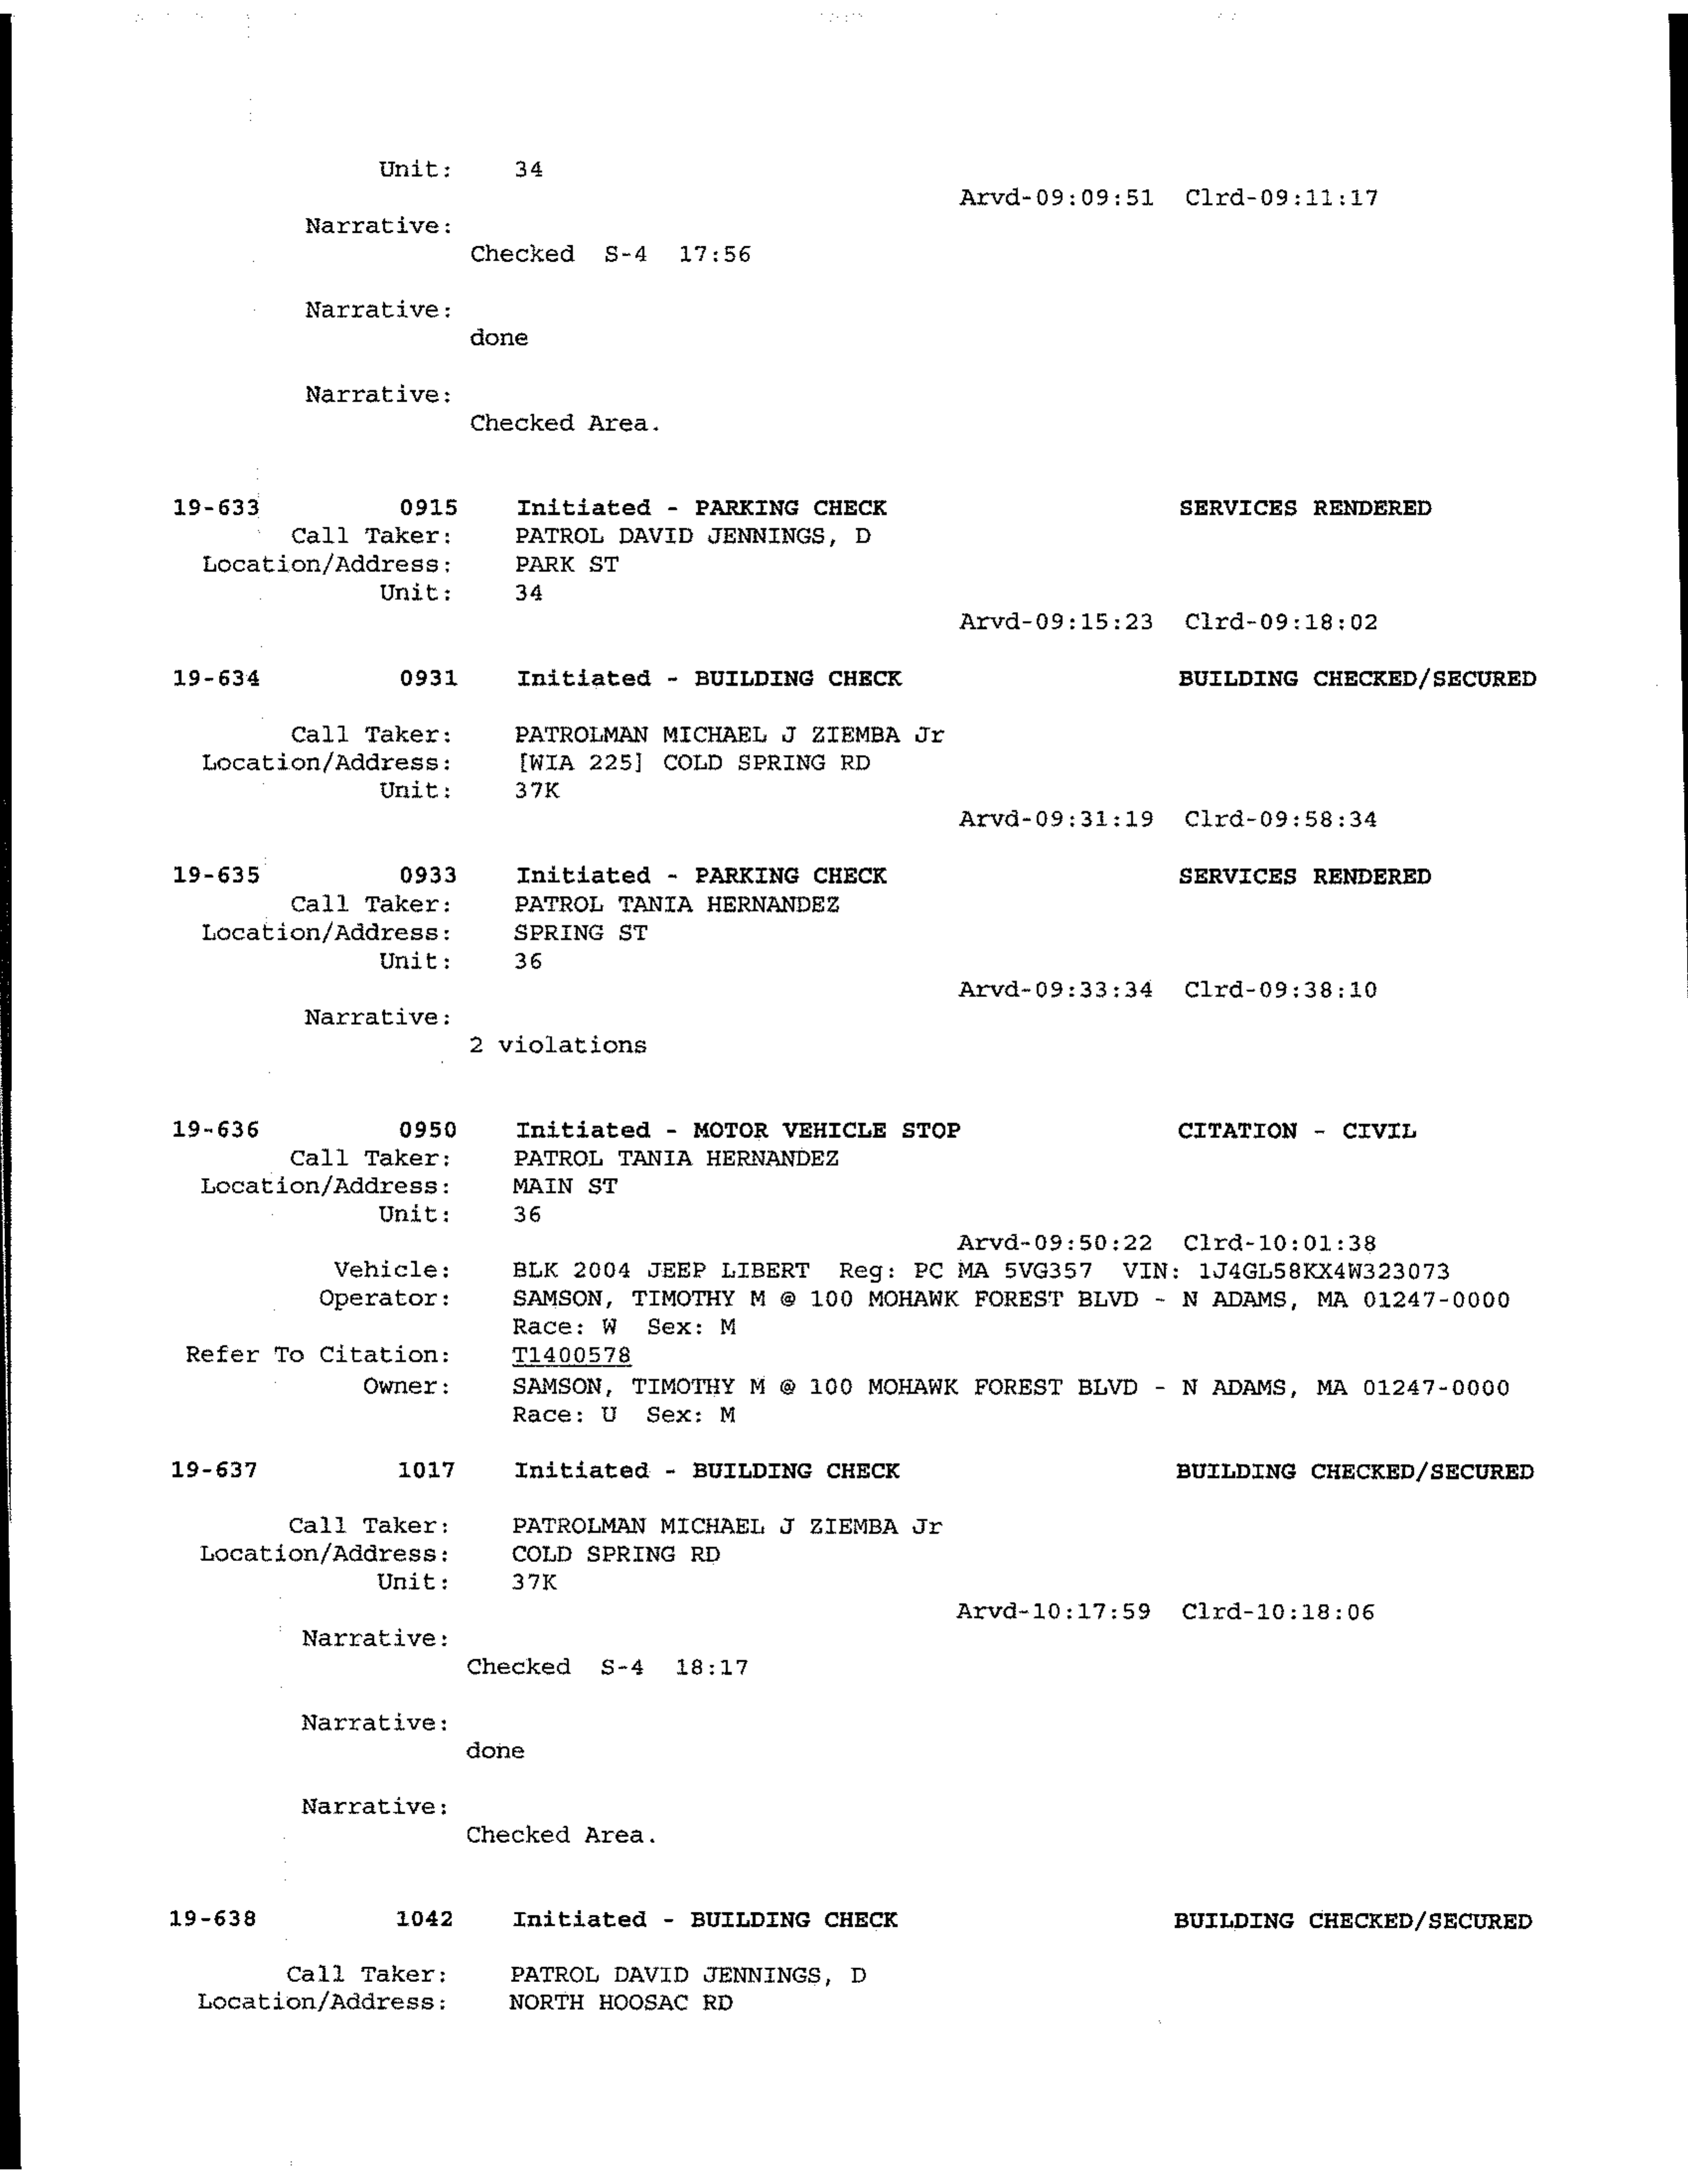 Unit: 34
Arvd-09:09:51 Clrd-09:11:17
Narrative:
Checked S-4 17:56
Narrative:
done
Narrative:
Checked Area.
19-633 0915 Initiated - PARKING CHECK SERVICES RENDERED
Call Taker: PATROL DAVID JENNINGS, D
Location/Address: PARK ST
Unit: 34
Arvd-09:15:23 Clrd-09:18:02
19-634 0931 Initiated - BUILDING CHECK BUILDING CHECKED/SECURED
Call Taker: PATROLMAN MICHAEL J ZIEMBA Jr
Location/Address: [WIA 225] COLD SPRING RD
Unit: 37K
Arvd-09:31:19 Clrd-09:58:34
19-635 0933 Initiated - PARKING CHECK SERVICES RENDERED
Call Taker: PATROL TANIA HERNANDEZ
Location/Address: SPRING ST
Unit: 36
Arvd-09:33:34 Clrd-09:38:10
Narrative:
2 violations
19-636 0950 Initiated - MOTOR VEHICLE STOP CITATION - CIVIL
Call Taker: PATROL TANIA HERNANDEZ
Location/Address: MAIN ST
Unit: 36
Arvd-09:50:22 Clrd-10:01:38
Vehicle: BLK 2004 JEEP LIBERT Reg: PC MA 5VG357 VIN: 1J4GL58KX4W323073
Operator: SAMSON, TIMOTHY M @ 100 MOHAWK FOREST BLVD - N ADAMS, MA 01247-0000
Race: W Sex: M
Refer To Citation: T1400578
Owner: SAMSON, TIMOTHY M @ 100 MOHAWK FOREST BLVD - N ADAMS, MA 01247-0000
Race: U Sex: M
19-637 1017 Initiated - BUILDING CHECK BUILDING CHECKED/SECURED
Call Taker: PATROLMAN MICHAEL J ZIEMBA Jr
Location/Address: COLD SPRING RD
Unit: 37K
Arvd-10:17:59 Clrd-10:18:06
Narrative:
Checked S-4 18:17
Narrative:
done
Narrative:
Checked Area.
19-638 1042 Initiated - BUILDING CHECK BUILDING CHECKED/SECURED
Call Taker: PATROL DAVID JENNINGS, D
Location/Address: NORTH HOOSAC RD